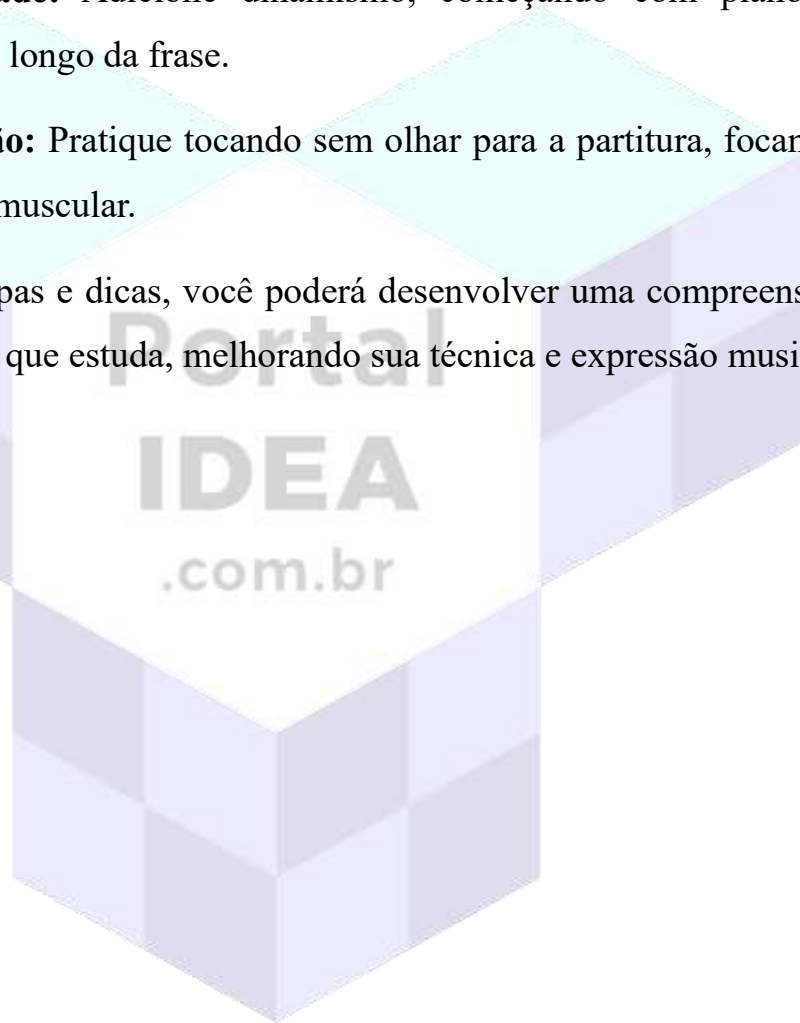 longo da frase.
ão: Pratique tocando sem olhar para a partitura, focan
muscular.
pas e dicas, você poderá desenvolver uma compreens
que estuda, melhorando sua técnica e expressão musi
Portal
IDEA
.com.br